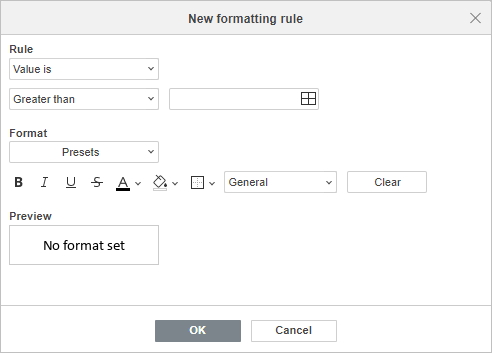 New formatting rule
Rule
Value is
Greater than
Format
Presets
B I U S A General Clear
Preview
No format set
OK Cancel